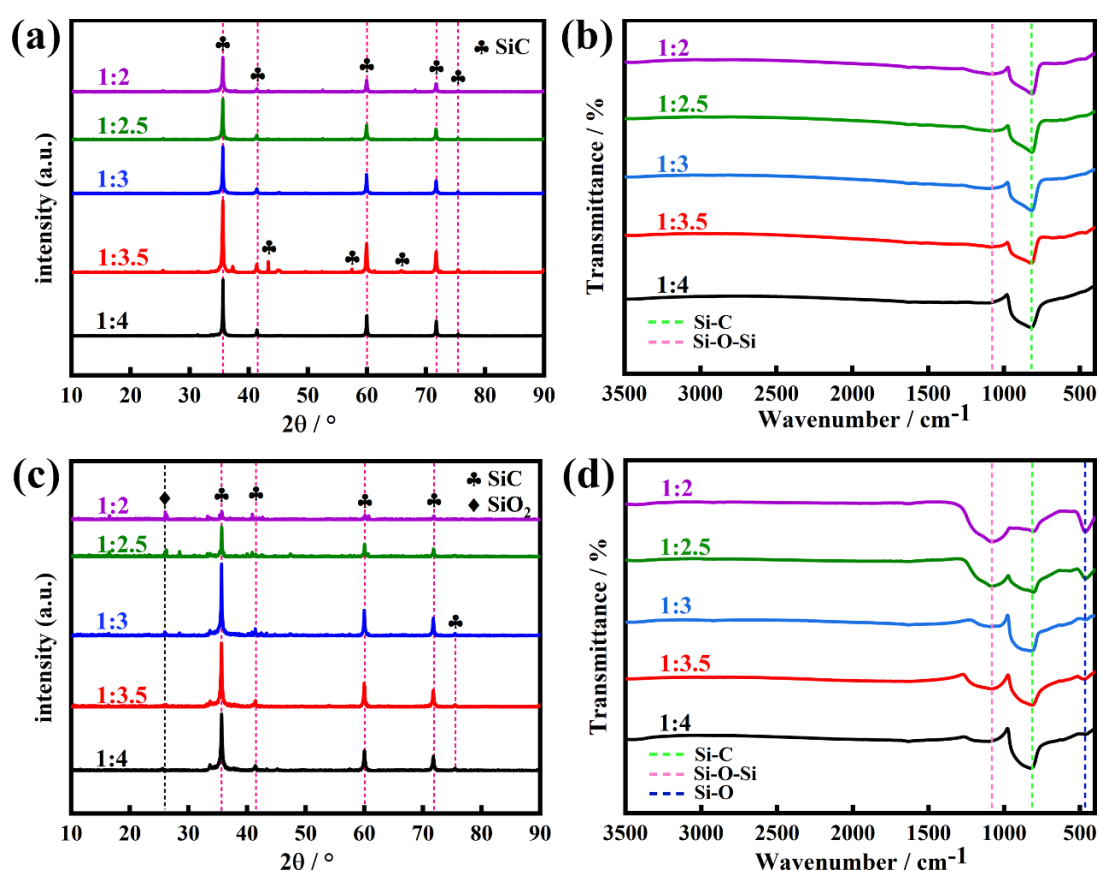 (a)
♣ SiC
1:2
1:2.5
1:3
1:3.5
1:4
intensity (a.u.)
10 20 30 40 50 60 70 80 90
2θ / °
(b)
1:2
1:2.5
1:3
1:3.5
1:4
Si-C
Si-O-Si
Transmittance / %
3500 3000 2500 2000 1500 1000 500
Wavenumber / cm⁻¹
(c)
♣ SiC
♦ SiO₂
1:2
1:2.5
1:3
1:3.5
1:4
intensity (a.u.)
10 20 30 40 50 60 70 80 90
2θ / °
(d)
1:2
1:2.5
1:3
1:3.5
1:4
Si-C
Si-O-Si
Si-O
Transmittance / %
3500 3000 2500 2000 1500 1000 500
Wavenumber / cm⁻¹